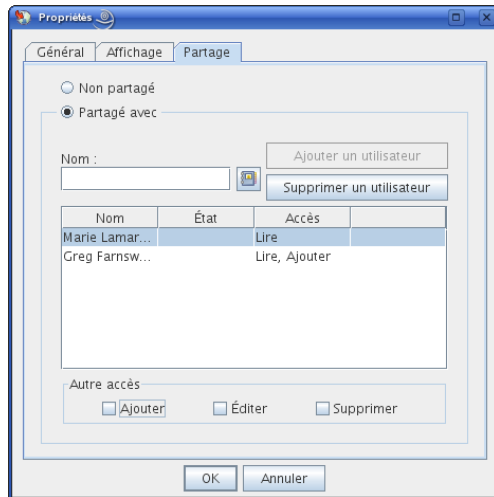 Propriétés
Général Affichage Partage
Non partagé
Partagé avec
Nom :
Ajouter un utilisateur
Supprimer un utilisateur
Nom État Accès
Marie Lamar... Lire
Greg Farnsw... Lire, Ajouter
Autre accès
Ajouter Éditer Supprimer
OK Annuler